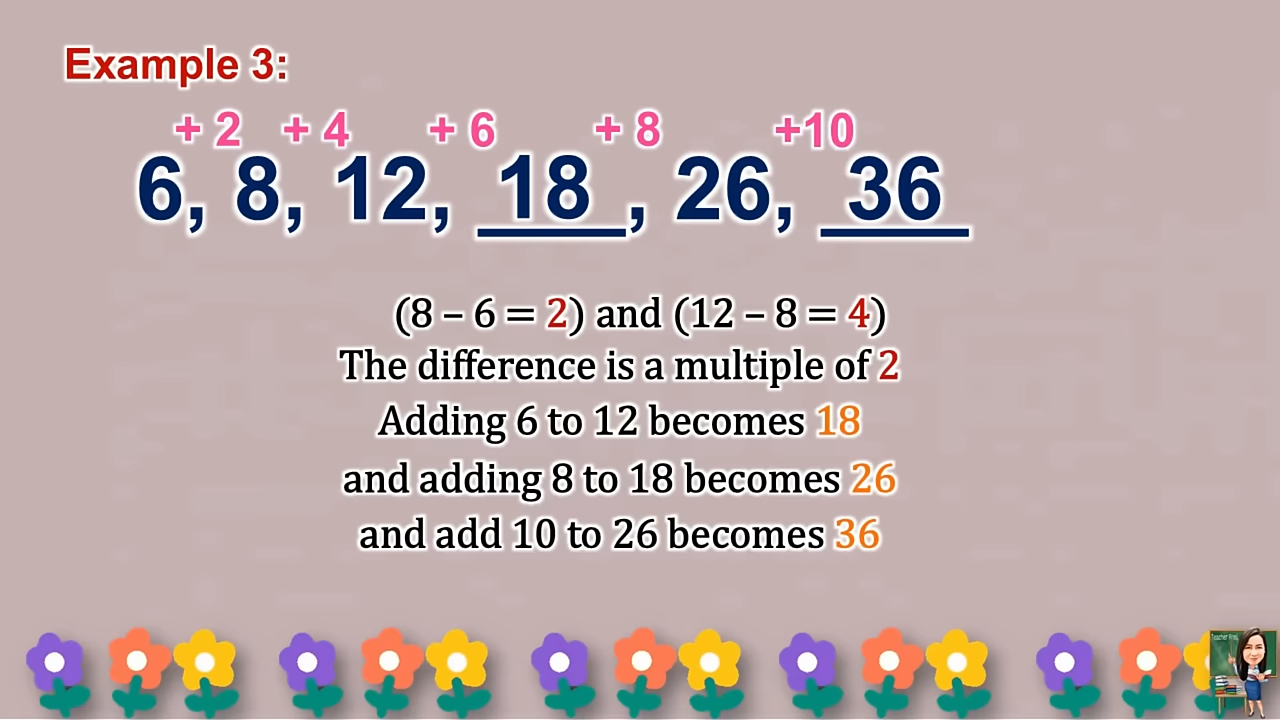 Example 3:
+ 2 + 4 + 6 + 8 +10
6, 8, 12, 18, 26, 36
(8 – 6 = 2) and (12 – 8 = 4)
The difference is a multiple of 2
Adding 6 to 12 becomes 18
and adding 8 to 18 becomes 26
and add 10 to 26 becomes 36